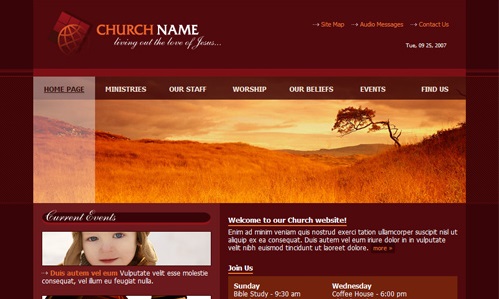 CHURCH NAME
living out the love of Jesus...
Site Map
Audio Messages
Contact Us
Tue, 09 25, 2007
HOME PAGE
MINISTRIES
OUR STAFF
WORSHIP
OUR BELIEFS
EVENTS
FIND US
Current Events
Duis autem vel eum Vulputate velit esse molestie
consequat, vel illum eu feugat nulla.
Welcome to our Church website!
Enim ad minim veniam quis nostrud exerci tation ullamcorper suscipit nisl ut
aliquip ex ea consequat. Duis autem vel eum iriure dolor in in vulputate
velit nibh euismod tincidunt ut laoreet dolore. more »
Join Us
Sunday
Bible Study - 9:30 am
Wednesday
Coffee House - 6:00 pm